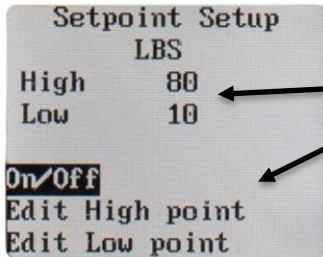 Setpoint Setup
LBS
High 80
Low 10
On/Off
Edit High point
Edit Low point